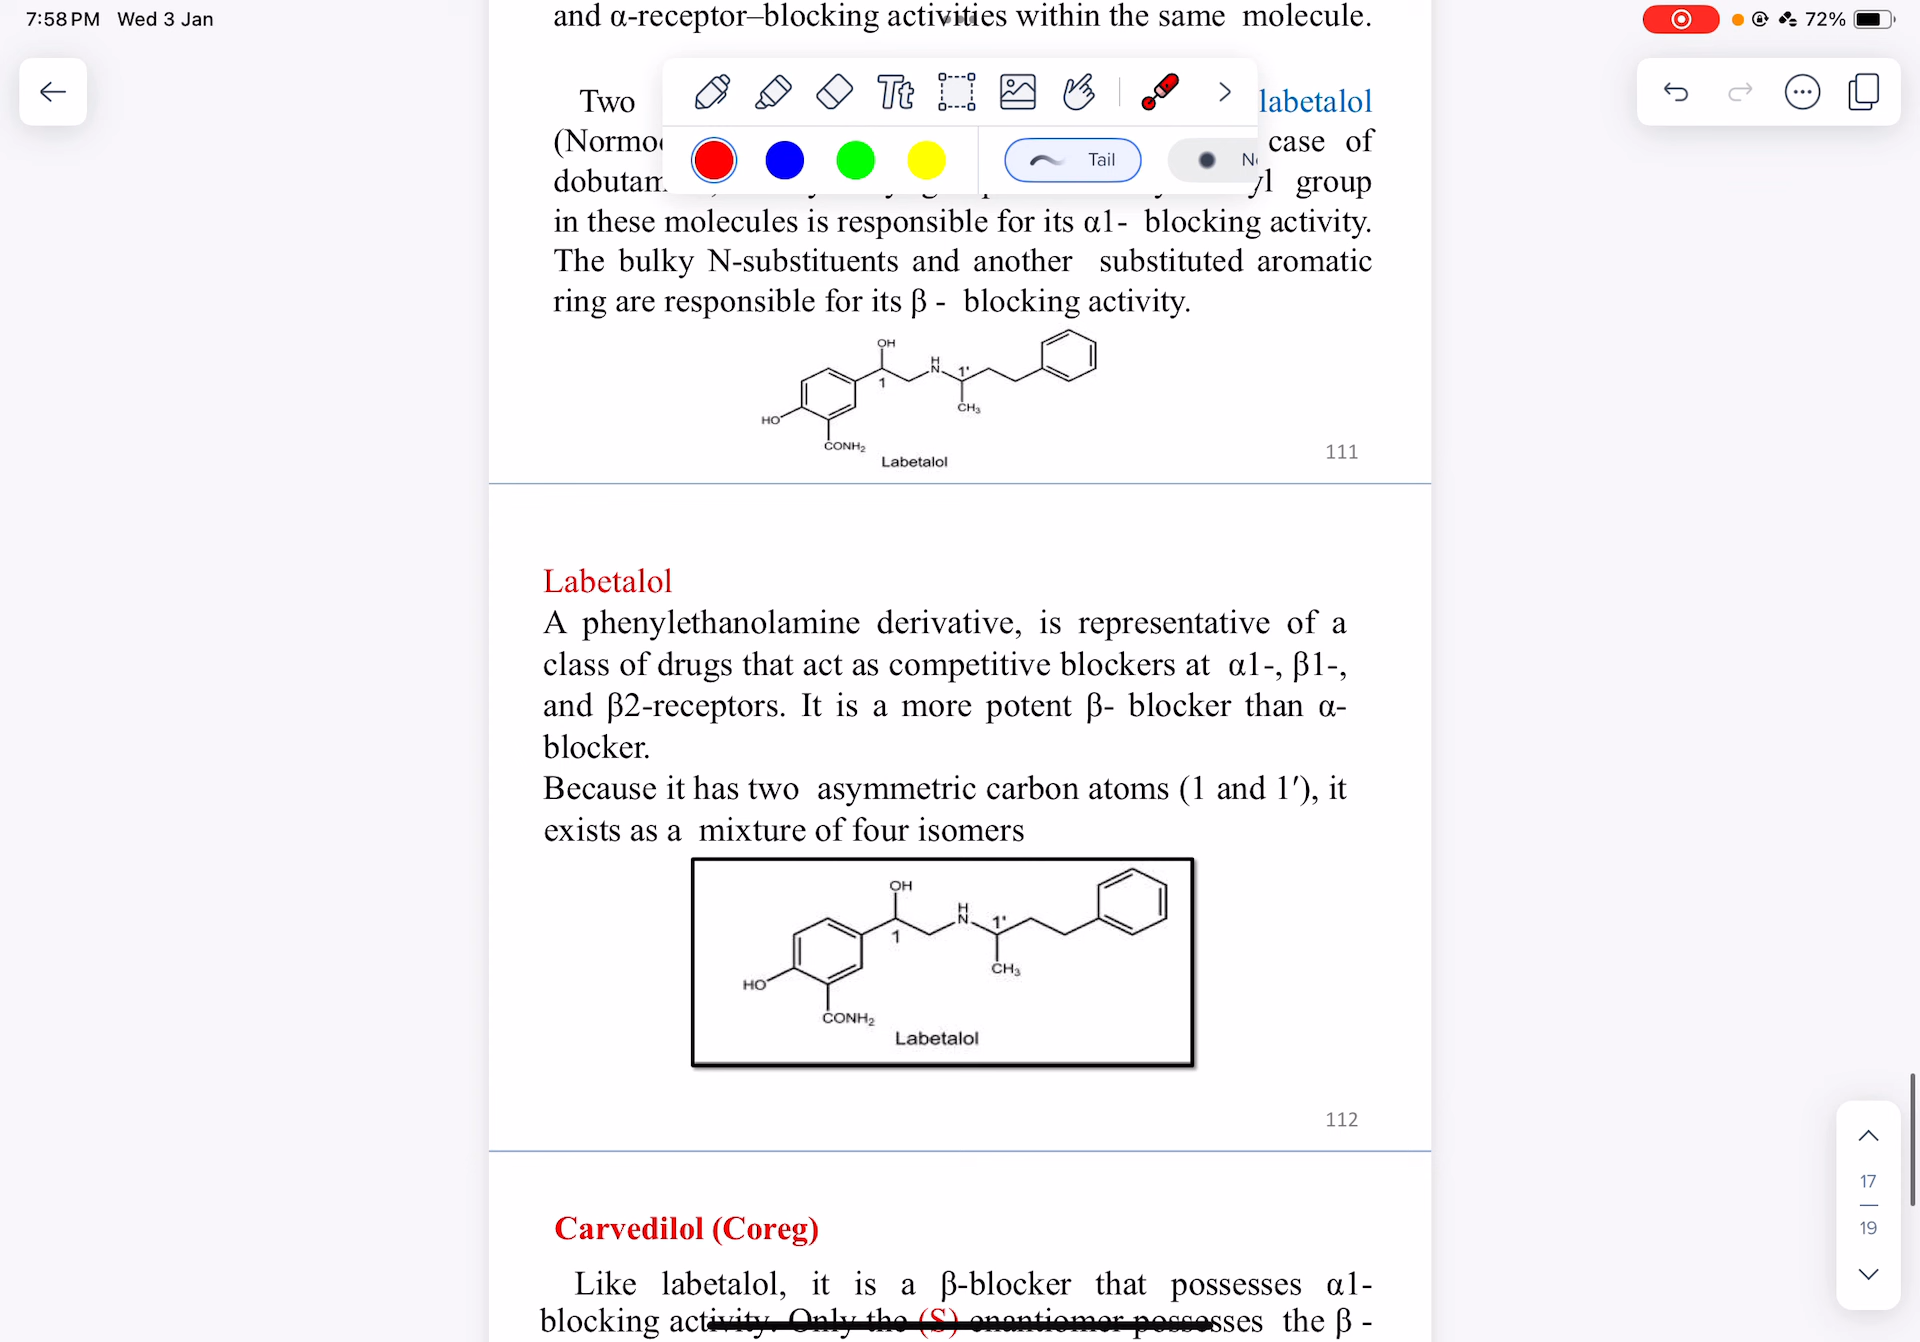 7:58 PM Wed 3 Jan
72%
and α-receptor–blocking activities within the same molecule.
Tt
Tail
Two labetalol
case of
yl group
in these molecules is responsible for its α1- blocking activity.
The bulky N-substituents and another substituted aromatic
ring are responsible for its β - blocking activity.
OH
H
N
1'
1
CH₃
HO
CONH₂
Labetalol
111
Labetalol
A phenylethanolamine derivative, is representative of a
class of drugs that act as competitive blockers at α1-, β1-,
and β2-receptors. It is a more potent β- blocker than α-
blocker.
Because it has two asymmetric carbon atoms (1 and 1′), it
exists as a mixture of four isomers
OH
H
N
1'
1
CH₃
HO
CONH₂
Labetalol
112
17
19
Carvedilol (Coreg)
Like labetalol, it is a β-blocker that possesses α1-
blocking activity. Only the (S) enantiomer possesses the β -